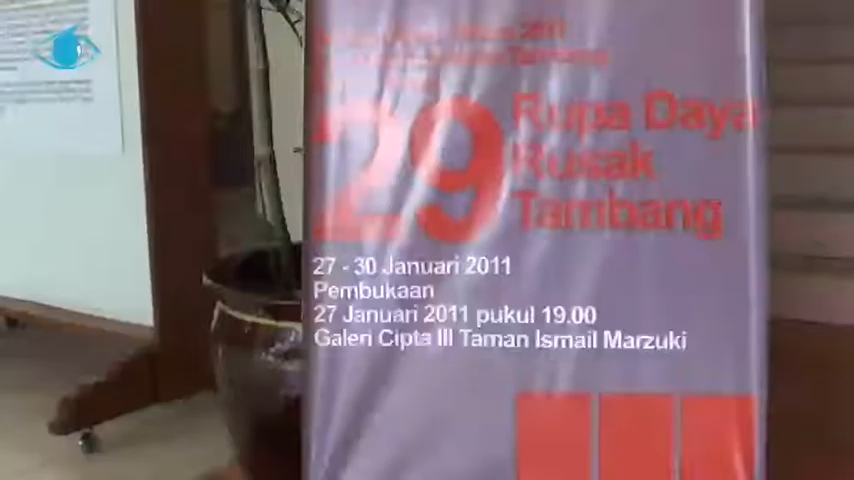 29 Rupa Daya
Rusak
Tambang
27 - 30 Januari 2011
Pembukaan
27 Januari 2011 pukul 19.00
Galeri Cipta III Taman Ismail Marzuki